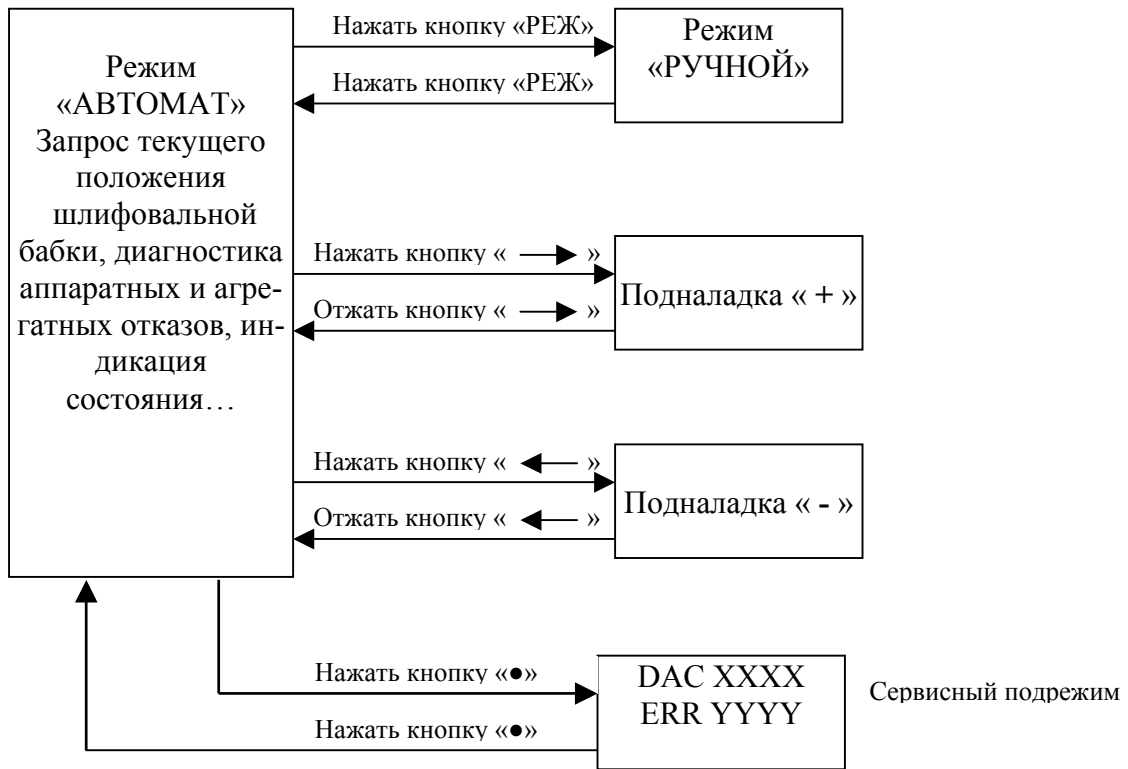 Режим
«АВТОМАТ»
Запрос текущего
положения
шлифовальной
бабки, диагностика
аппаратных и агре-
гатных отказов, ин-
дикация
состояния…
Нажать кнопку «РЕЖ»
Нажать кнопку «РЕЖ»
Режим
«РУЧНОЙ»
Нажать кнопку « → »
Отжать кнопку « → »
Подналадка « + »
Нажать кнопку « ← »
Отжать кнопку « ← »
Подналадка « - »
Нажать кнопку «●»
Нажать кнопку «●»
DAC XXXX
ERR YYYY
Сервисный подрежим